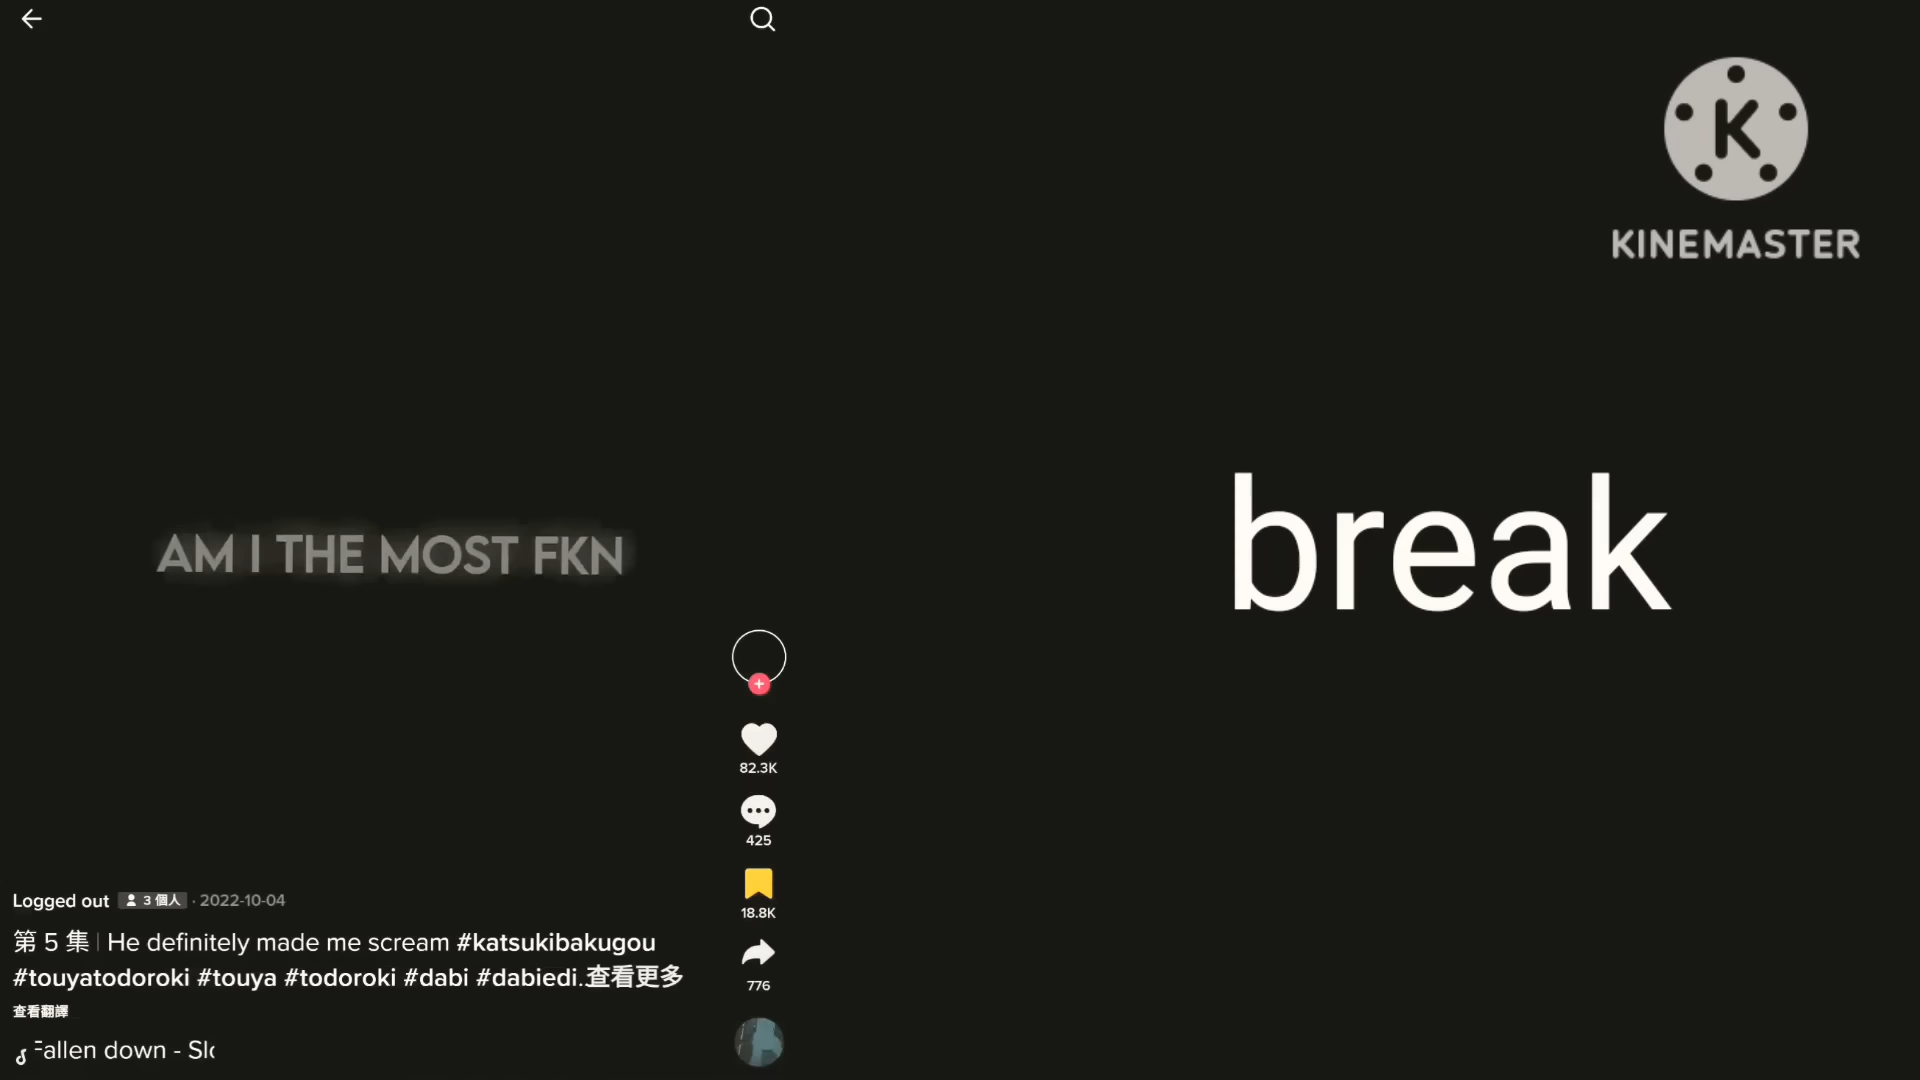 K
KINEMASTER
break
AM I THE MOST FKN
82.3K
425
18.8K
776
Logged out 3 個人 · 2022-10-04
第 5 集 | He definitely made me scream #katsukibakugou
#touyatodoroki #touya #todoroki #dabi #dabiedi..查看更多
查看翻譯
down -